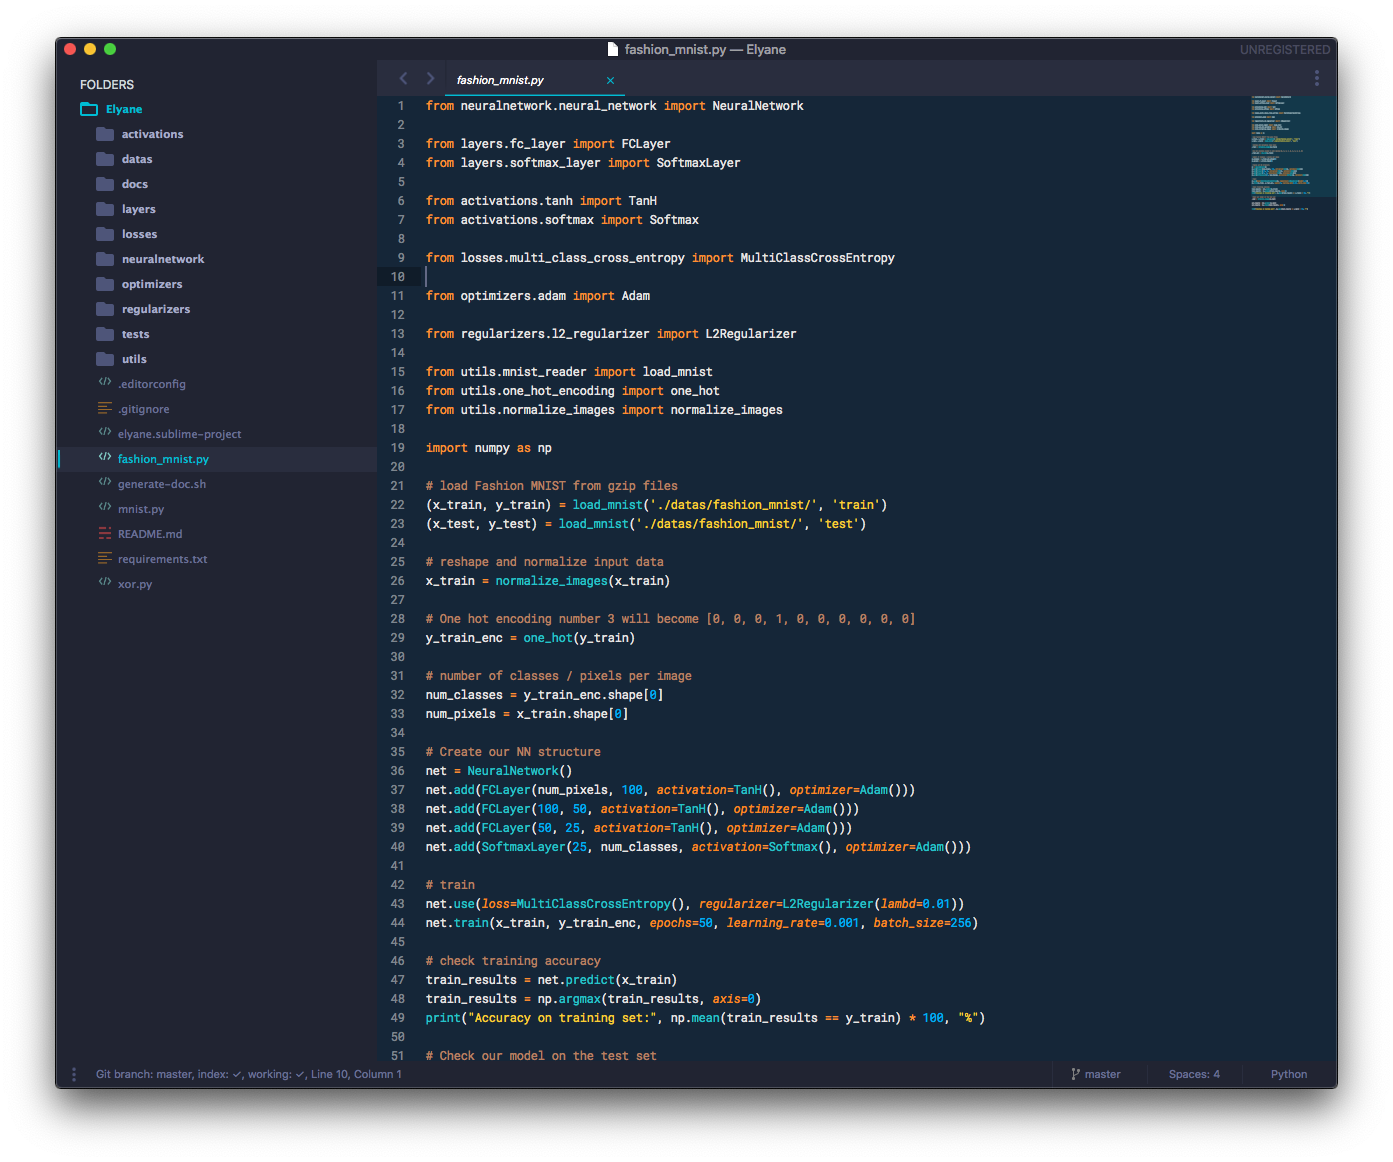 fashion_mnist.py — Elyane
UNREGISTERED
FOLDERS
Elyane
activations
datas
docs
layers
losses
neuralnetwork
optimizers
regularizers
tests
utils
.editorconfig
.gitignore
elyane.sublime-project
fashion_mnist.py
generate-doc.sh
mnist.py
README.md
requirements.txt
xor.py
fashion_mnist.py ×
1 from neuralnetwork.neural_network import NeuralNetwork
2
3 from layers.fc_layer import FCLayer
4 from layers.softmax_layer import SoftmaxLayer
5
6 from activations.tanh import TanH
7 from activations.softmax import Softmax
8
9 from losses.multi_class_cross_entropy import MultiClassCrossEntropy
10
11 from optimizers.adam import Adam
12
13 from regularizers.l2_regularizer import L2Regularizer
14
15 from utils.mnist_reader import load_mnist
16 from utils.one_hot_encoding import one_hot
17 from utils.normalize_images import normalize_images
18
19 import numpy as np
20
21 # load Fashion MNIST from gzip files
22 (x_train, y_train) = load_mnist('./datas/fashion_mnist/', 'train')
23 (x_test, y_test) = load_mnist('./datas/fashion_mnist/', 'test')
24
25 # reshape and normalize input data
26 x_train = normalize_images(x_train)
27
28 # One hot encoding number 3 will become [0, 0, 0, 1, 0, 0, 0, 0, 0, 0]
29 y_train_enc = one_hot(y_train)
30
31 # number of classes / pixels per image
32 num_classes = y_train_enc.shape[0]
33 num_pixels = x_train.shape[0]
34
35 # Create our NN structure
36 net = NeuralNetwork()
37 net.add(FCLayer(num_pixels, 100, activation=TanH(), optimizer=Adam()))
38 net.add(FCLayer(100, 50, activation=TanH(), optimizer=Adam()))
39 net.add(FCLayer(50, 25, activation=TanH(), optimizer=Adam()))
40 net.add(SoftmaxLayer(25, num_classes, activation=Softmax(), optimizer=Adam()))
41
42 # train
43 net.use(loss=MultiClassCrossEntropy(), regularizer=L2Regularizer(lambd=0.01))
44 net.train(x_train, y_train_enc, epochs=50, learning_rate=0.001, batch_size=256)
45
46 # check training accuracy
47 train_results = net.predict(x_train)
48 train_results = np.argmax(train_results, axis=0)
49 print("Accuracy on training set:", np.mean(train_results == y_train) * 100, "%")
50
51 # Check our model on the test set
Git branch: master, index: ✓, working: ✓, Line 10, Column 1
master
Spaces: 4
Python